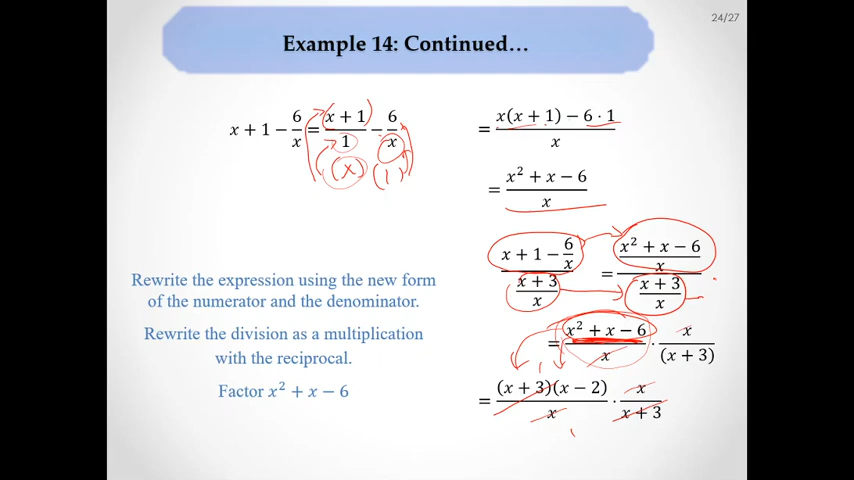 24/27
Example 14: Continued...
x + 1 − 6/x = (x + 1)/1 − 6/x
(x) (1)
= (x(x + 1) − 6 · 1)/x
= (x² + x − 6)/x
(x + 1 − 6/x)/((x + 3)/x) = ((x² + x − 6)/x)/((x + 3)/x)
Rewrite the expression using the new form
of the numerator and the denominator.
= (x² + x − 6)/x · x/(x + 3)
Rewrite the division as a multiplication
with the reciprocal.
Factor x² + x − 6
= ((x + 3)(x − 2))/x · x/(x + 3)